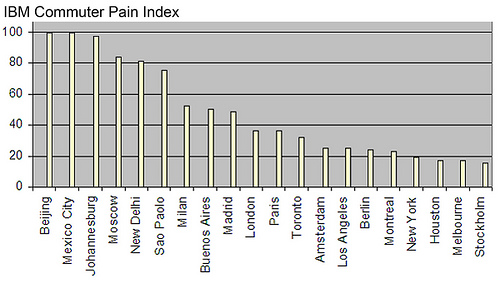 IBM Commuter Pain Index
100
80
60
40
20
0
Beijing
Mexico City
Johannesburg
Moscow
New Delhi
Sao Paolo
Milan
Buenos Aires
Madrid
London
Paris
Toronto
Amsterdam
Los Angeles
Berlin
Montreal
New York
Houston
Melbourne
Stockholm